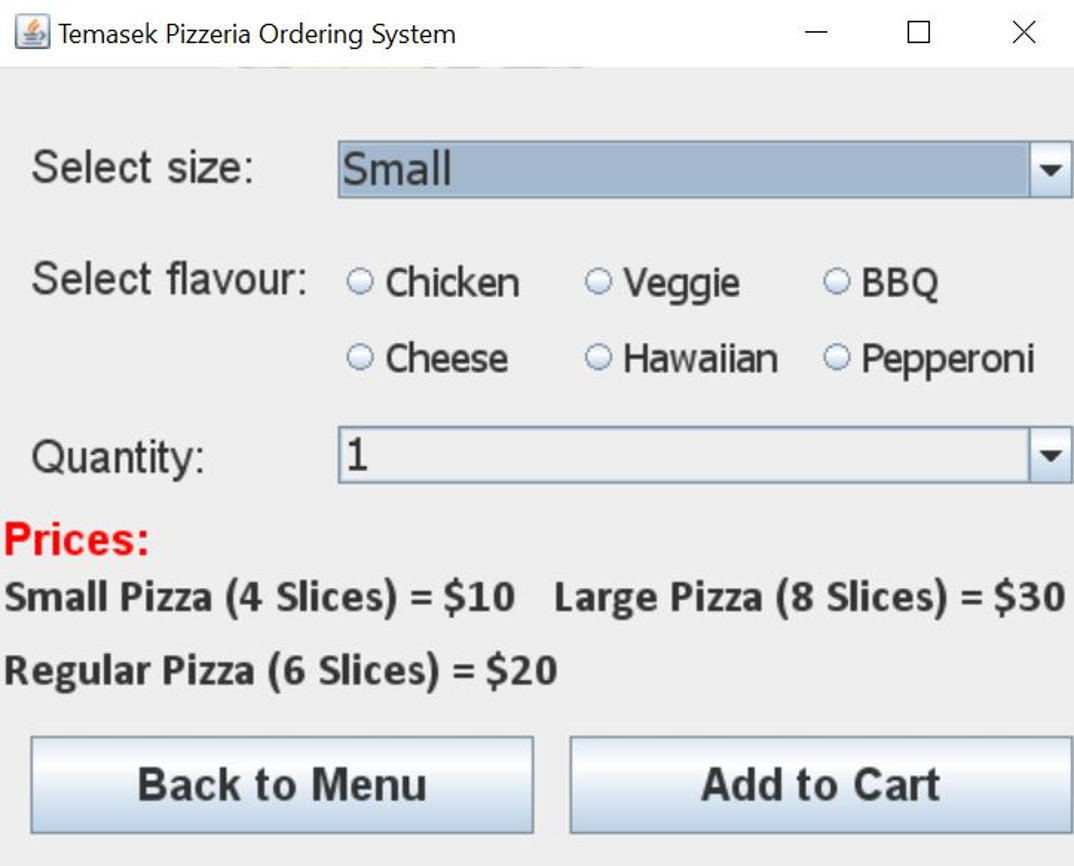 Temasek Pizzeria Ordering System
Select size: Small
Select flavour: Chicken Veggie BBQ
Cheese Hawaiian Pepperoni
Quantity: 1
Prices:
Small Pizza (4 Slices) = $10 Large Pizza (8 Slices) = $30
Regular Pizza (6 Slices) = $20
Back to Menu Add to Cart